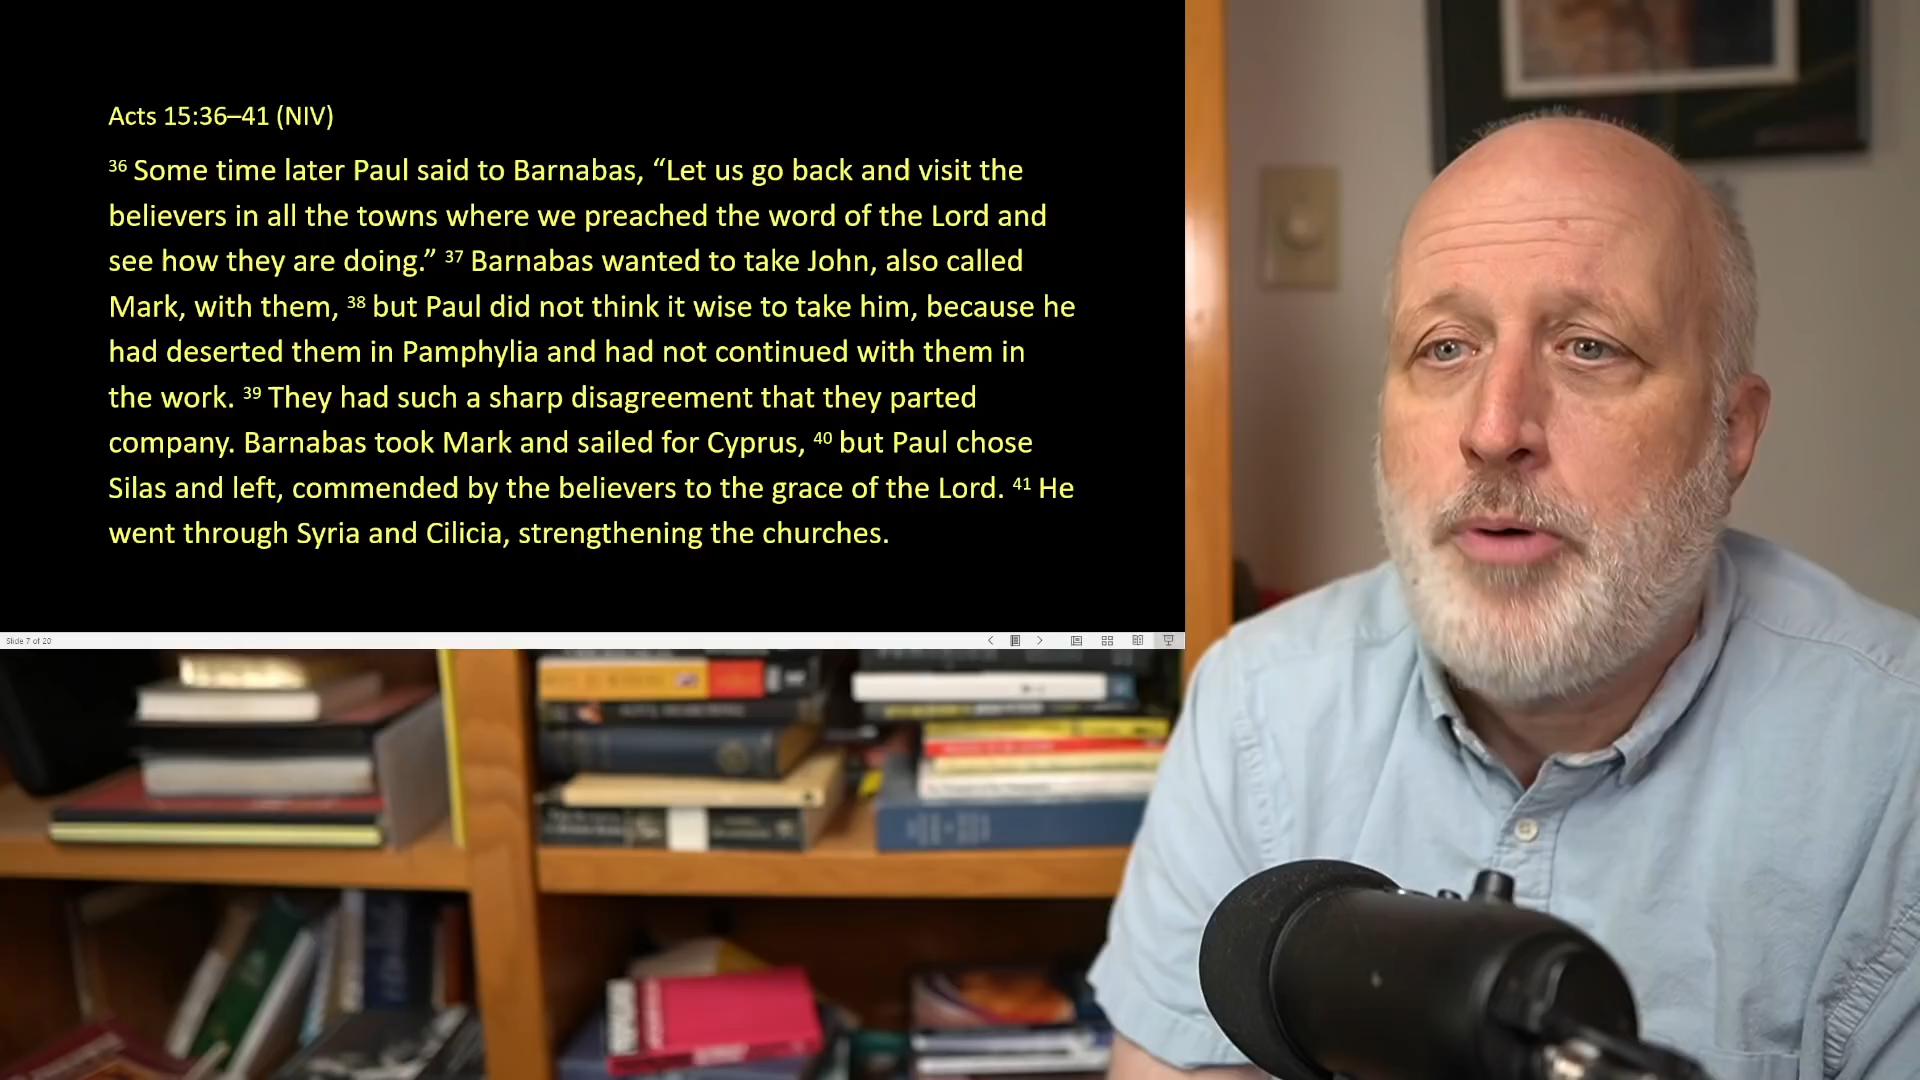 Acts 15:36–41 (NIV)
36 Some time later Paul said to Barnabas, “Let us go back and visit the
believers in all the towns where we preached the word of the Lord and
see how they are doing.” 37 Barnabas wanted to take John, also called
Mark, with them, 38 but Paul did not think it wise to take him, because he
had deserted them in Pamphylia and had not continued with them in
the work. 39 They had such a sharp disagreement that they parted
company. Barnabas took Mark and sailed for Cyprus, 40 but Paul chose
Silas and left, commended by the believers to the grace of the Lord. 41 He
went through Syria and Cilicia, strengthening the churches.
Slide 7 of 20